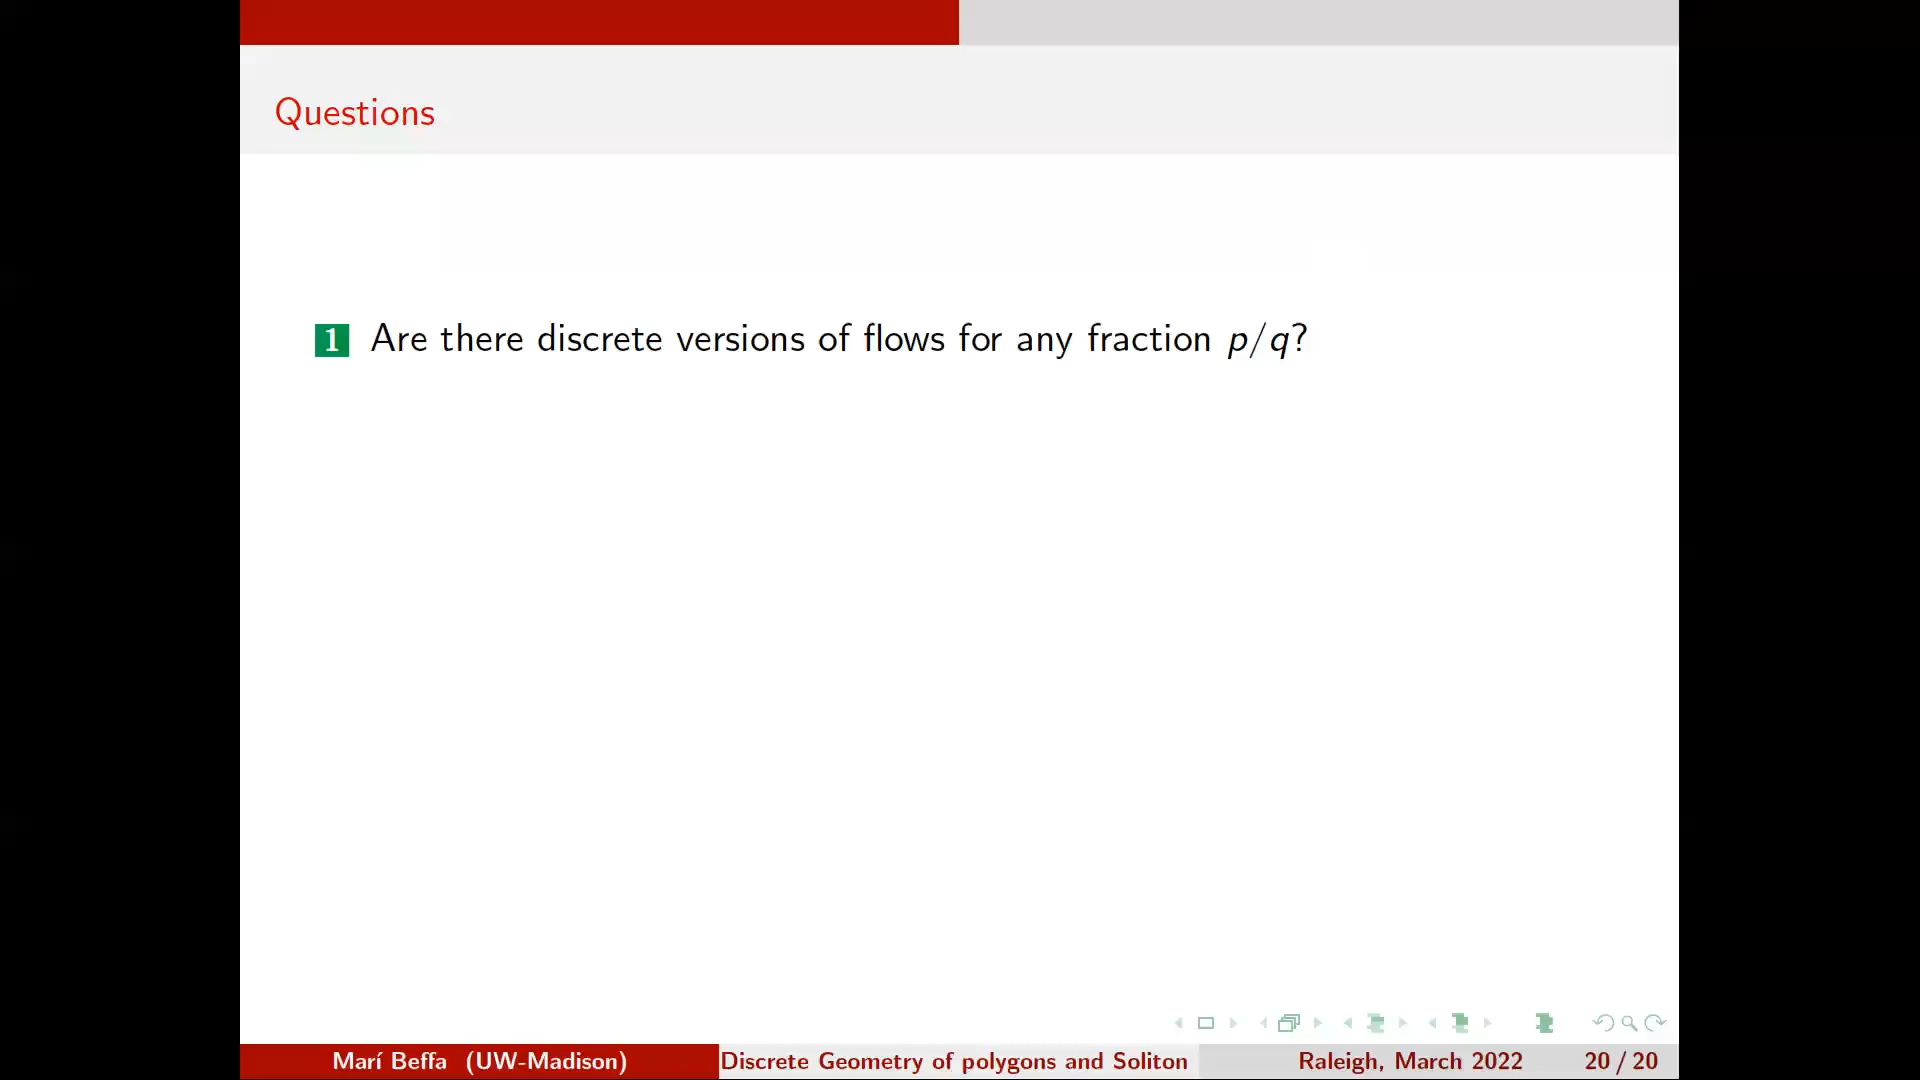 Questions
1 Are there discrete versions of flows for any fraction p/q?
Marí Beffa (UW-Madison) Discrete Geometry of polygons and Soliton Raleigh, March 2022 20 / 20